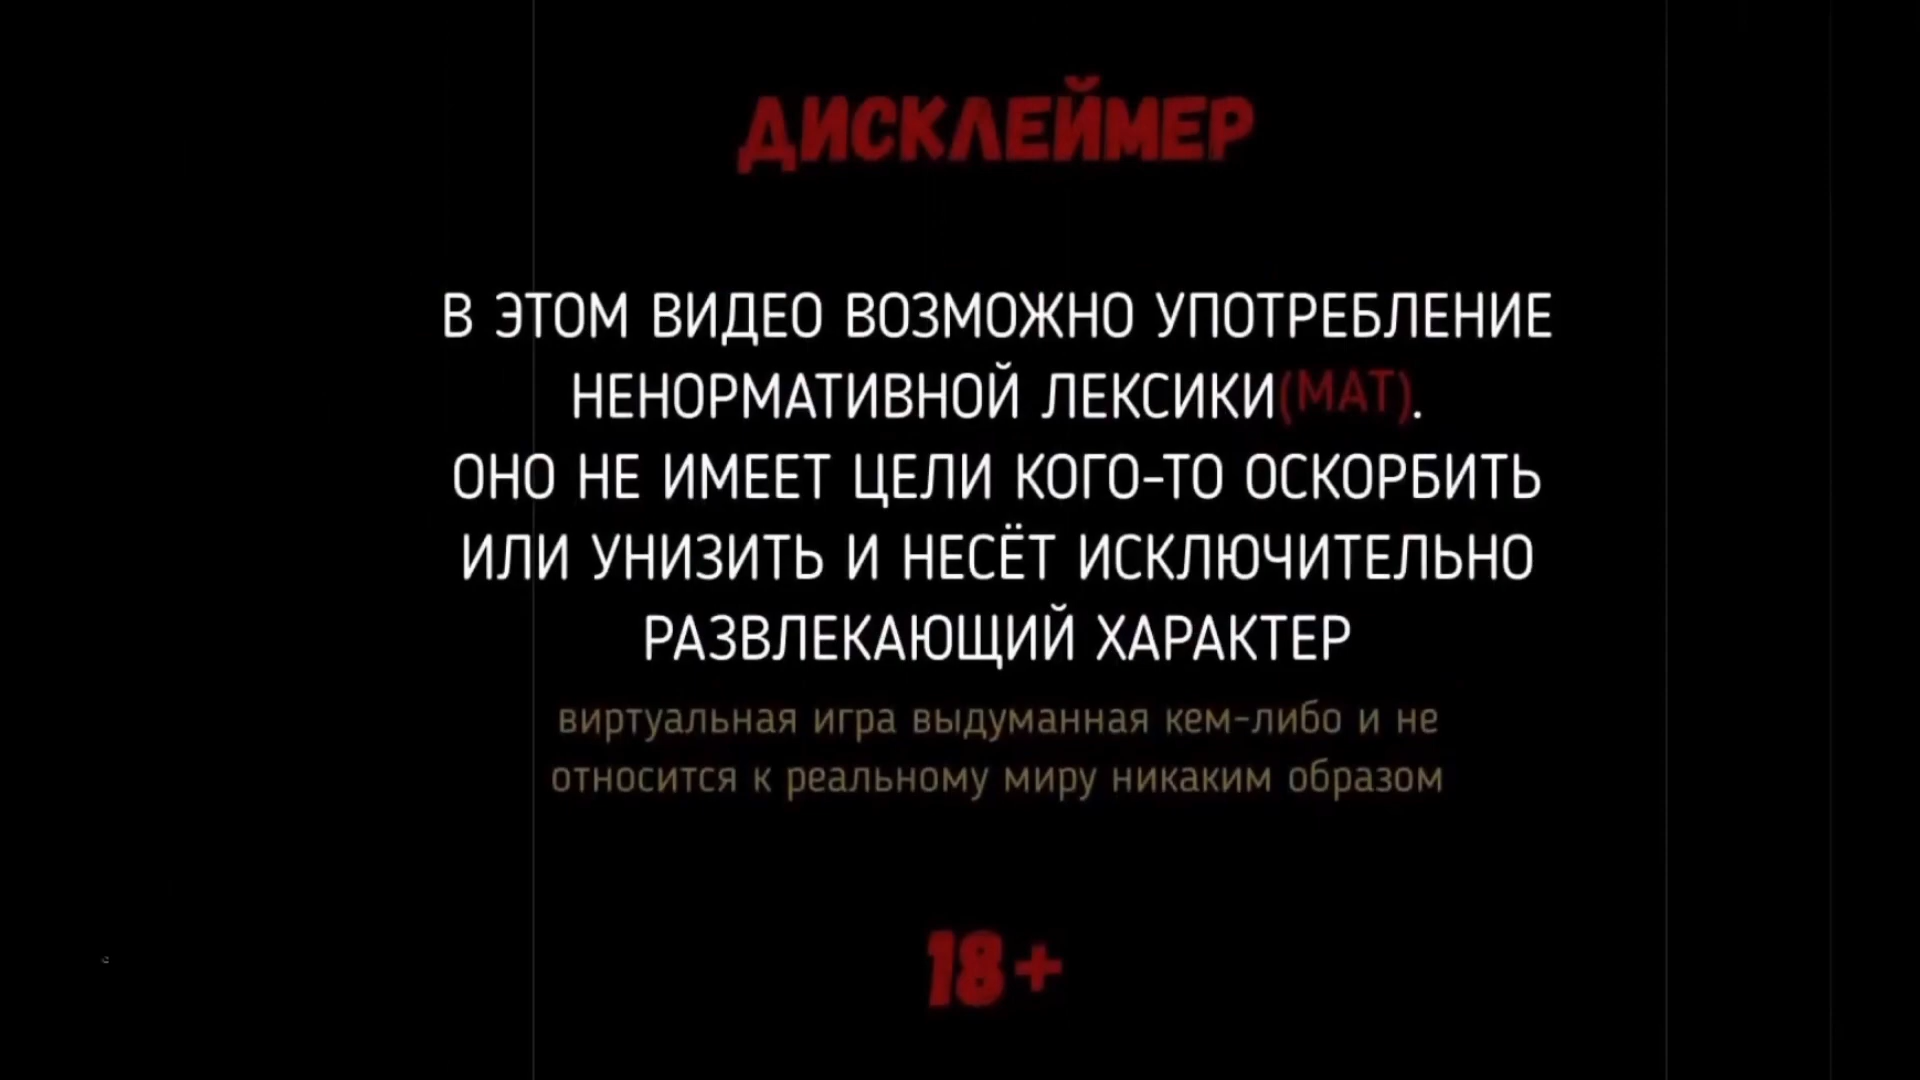 ДИСКЛЕЙМЕР
В ЭТОМ ВИДЕО ВОЗМОЖНО УПОТРЕБЛЕНИЕ
НЕНОРМАТИВНОЙ ЛЕКСИКИ(МАТ).
ОНО НЕ ИМЕЕТ ЦЕЛИ КОГО-ТО ОСКОРБИТЬ
ИЛИ УНИЗИТЬ И НЕСЁТ ИСКЛЮЧИТЕЛЬНО
РАЗВЛЕКАЮЩИЙ ХАРАКТЕР
виртуальная игра выдуманная кем-либо и не
относится к реальному миру никаким образом
18+